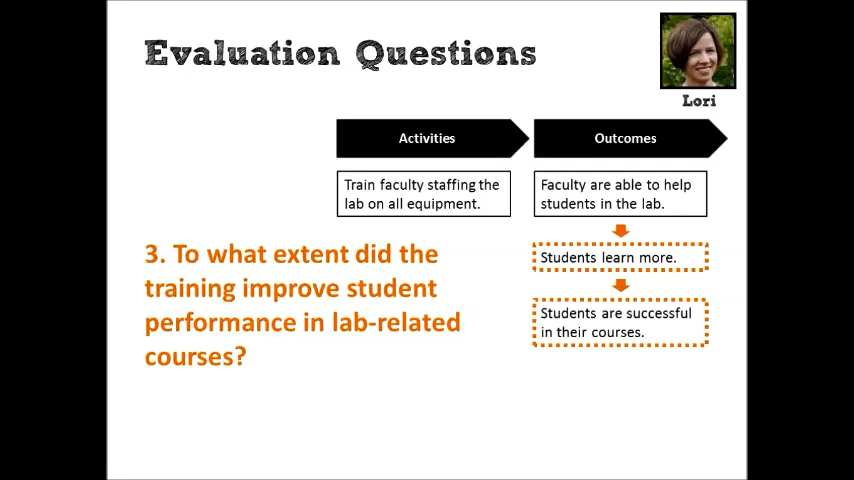 Evaluation Questions
Lori
Activities
Outcomes
Train faculty staffing the
lab on all equipment.
Faculty are able to help
students in the lab.
3. To what extent did the
training improve student
performance in lab-related
courses?
Students learn more.
Students are successful
in their courses.